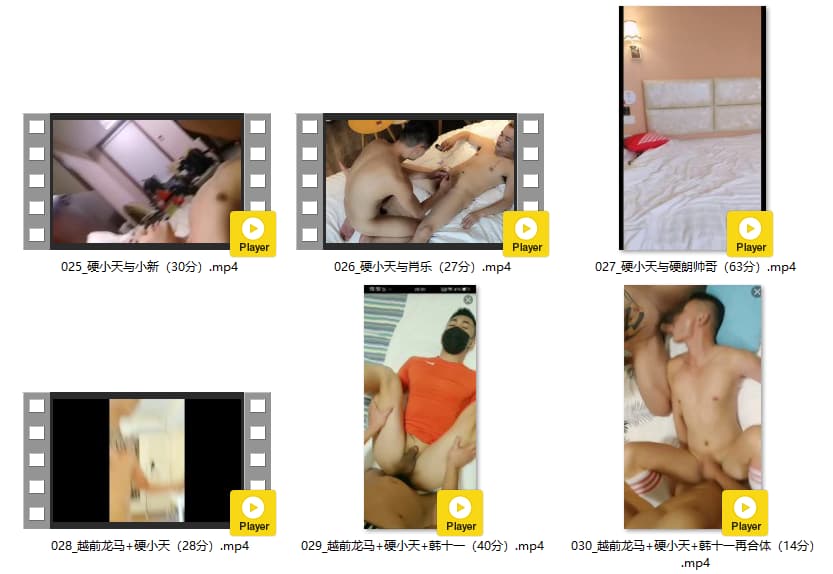 Player
Player
Player
025_硬小天与小新（30分）.mp4
026_硬小天与肖乐（27分）.mp4
027_硬小天与硬朗帅哥（63分）.mp4
Player
Player
Player
028_越前龙马+硬小天（28分）.mp4
029_越前龙马+硬小天+韩十一（40分）.mp4
030_越前龙马+硬小天+韩十一再合体（14分）
.mp4